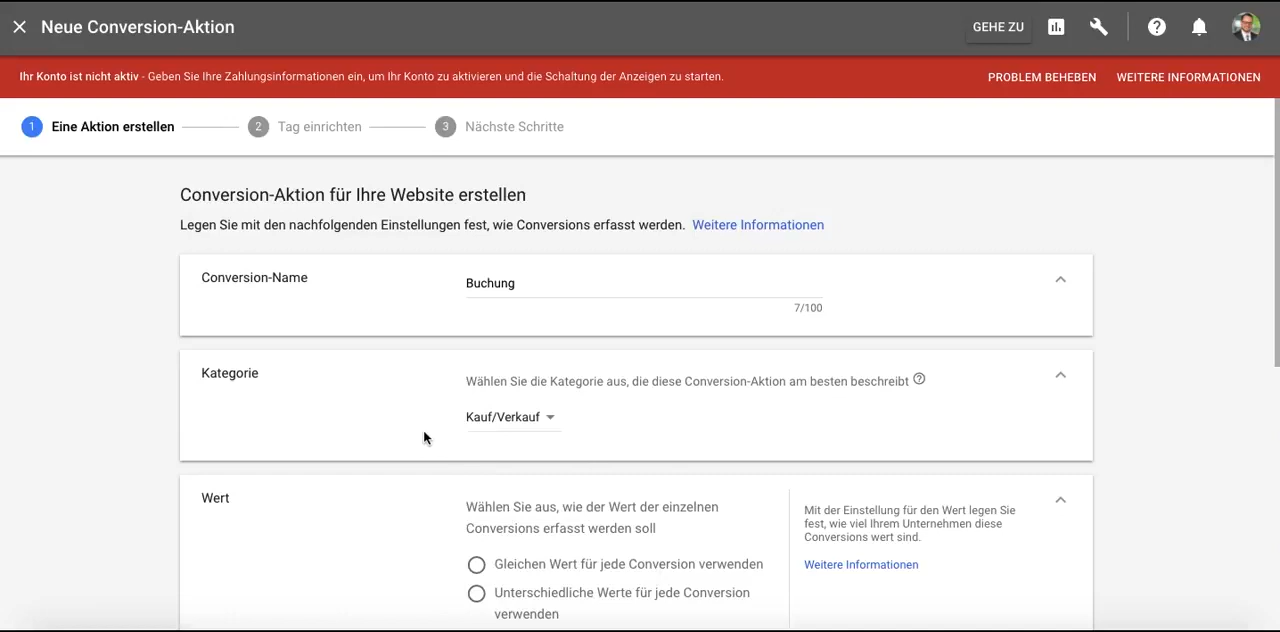 Neue Conversion-Aktion
GEHE ZU
Ihr Konto ist nicht aktiv - Geben Sie Ihre Zahlungsinformationen ein, um Ihr Konto zu aktivieren und die Schaltung der Anzeigen zu starten.
PROBLEM BEHEBEN
WEITERE INFORMATIONEN
1 Eine Aktion erstellen
2 Tag einrichten
3 Nächste Schritte
Conversion-Aktion für Ihre Website erstellen
Legen Sie mit den nachfolgenden Einstellungen fest, wie Conversions erfasst werden. Weitere Informationen
Conversion-Name
Buchung
7/100
Kategorie
Wählen Sie die Kategorie aus, die diese Conversion-Aktion am besten beschreibt
Kauf/Verkauf
Wert
Wählen Sie aus, wie der Wert der einzelnen
Conversions erfasst werden soll
Gleichen Wert für jede Conversion verwenden
Unterschiedliche Werte für jede Conversion
verwenden
Mit der Einstellung für den Wert legen Sie
fest, wie viel Ihrem Unternehmen diese
Conversions wert sind.
Weitere Informationen